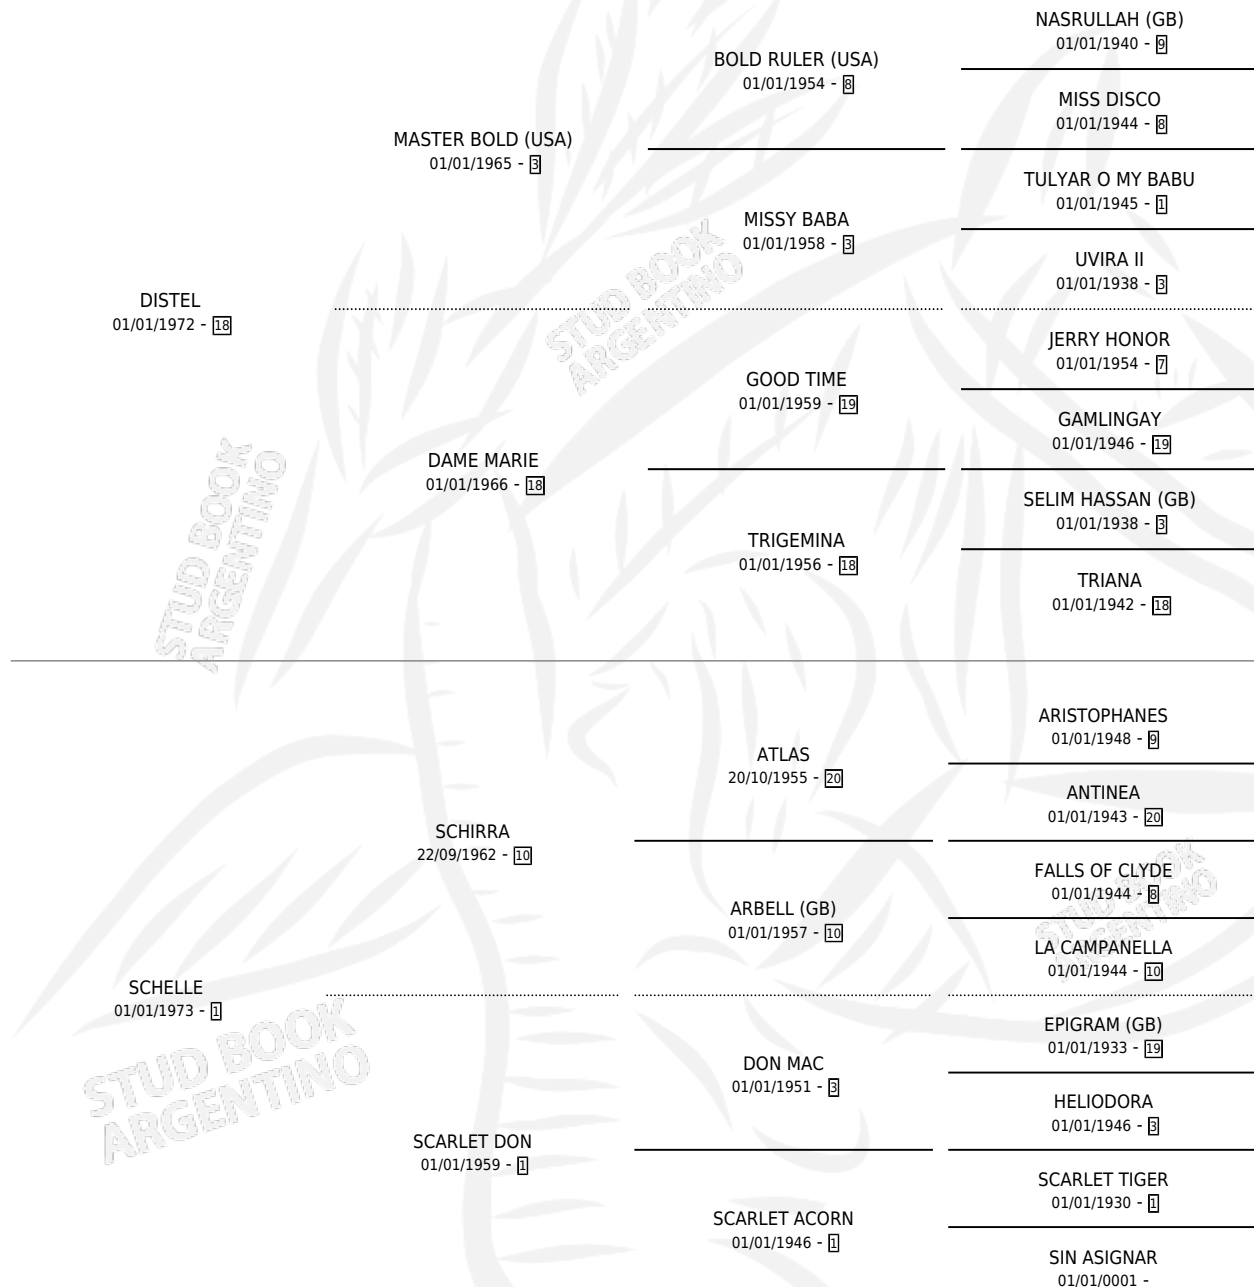 NASRULLAH (GB)
01/01/1940 - 9
BOLD RULER (USA)
01/01/1954 - 8
MISS DISCO
01/01/1944 - 8
MASTER BOLD (USA)
01/01/1965 - 3
TULYAR O MY BABU
01/01/1945 - 1
MISSY BABA
01/01/1958 - 3
UVIRA II
01/01/1938 - 3
DISTEL
01/01/1972 - 18
JERRY HONOR
01/01/1954 - 7
GOOD TIME
01/01/1959 - 19
GAMLINGAY
01/01/1946 - 19
DAME MARIE
01/01/1966 - 18
SELIM HASSAN (GB)
01/01/1938 - 3
TRIGEMINA
01/01/1956 - 18
TRIANA
01/01/1942 - 18
ARISTOPHANES
01/01/1948 - 9
ATLAS
20/10/1955 - 20
ANTINEA
01/01/1943 - 20
SCHIRRA
22/09/1962 - 10
FALLS OF CLYDE
01/01/1944 - 8
ARBELL (GB)
01/01/1957 - 10
LA CAMPANELLA
01/01/1944 - 10
SCHELLE
01/01/1973 - 1
EPIGRAM (GB)
01/01/1933 - 19
DON MAC
01/01/1951 - 3
HELIODORA
01/01/1946 - 3
SCARLET DON
01/01/1959 - 1
SCARLET TIGER
01/01/1930 - 1
SCARLET ACORN
01/01/1946 - 1
SIN ASIGNAR
01/01/0001 -
STUD BOOK
ARGENTINO
STUD BOOK
ARGENTINO
STUD BOOK
ARGENTINO
STUD BOOK
ARGENTINO